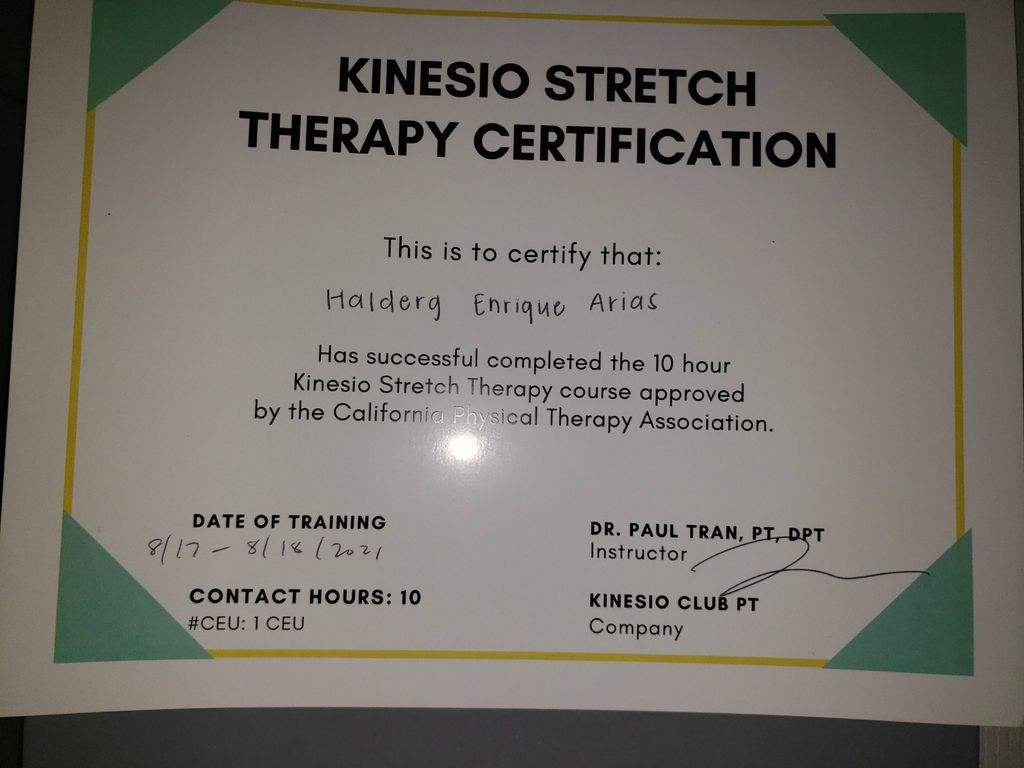 KINESIO STRETCH
THERAPY CERTIFICATION
This is to certify that:
Halderg Enrique Arias
Has successful completed the 10 hour
Kinesio Stretch Therapy course approved
by the California Physical Therapy Association.
DATE OF TRAINING
8/17 - 8/18/2021
CONTACT HOURS: 10
#CEU: 1 CEU
DR. PAUL TRAN, PT, DPT
Instructor
KINESIO CLUB PT
Company